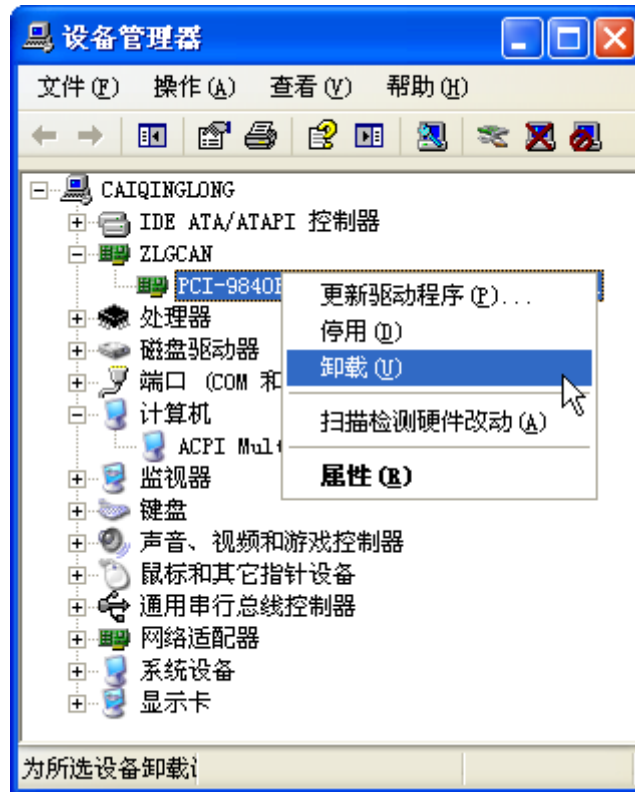 设备管理器
文件(F) 操作(A) 查看(V) 帮助(H)
CAIQINGLONG
IDE ATA/ATAPI 控制器
ZLGCAN
PCI-9840
更新驱动程序(P)...
停用(D)
卸载(U)
扫描检测硬件改动(A)
属性(R)
处理器
磁盘驱动器
端口 (COM 和
计算机
ACPI Mult
监视器
键盘
声音、视频和游戏控制器
鼠标和其它指针设备
通用串行总线控制器
网络适配器
系统设备
显示卡
为所选设备卸载